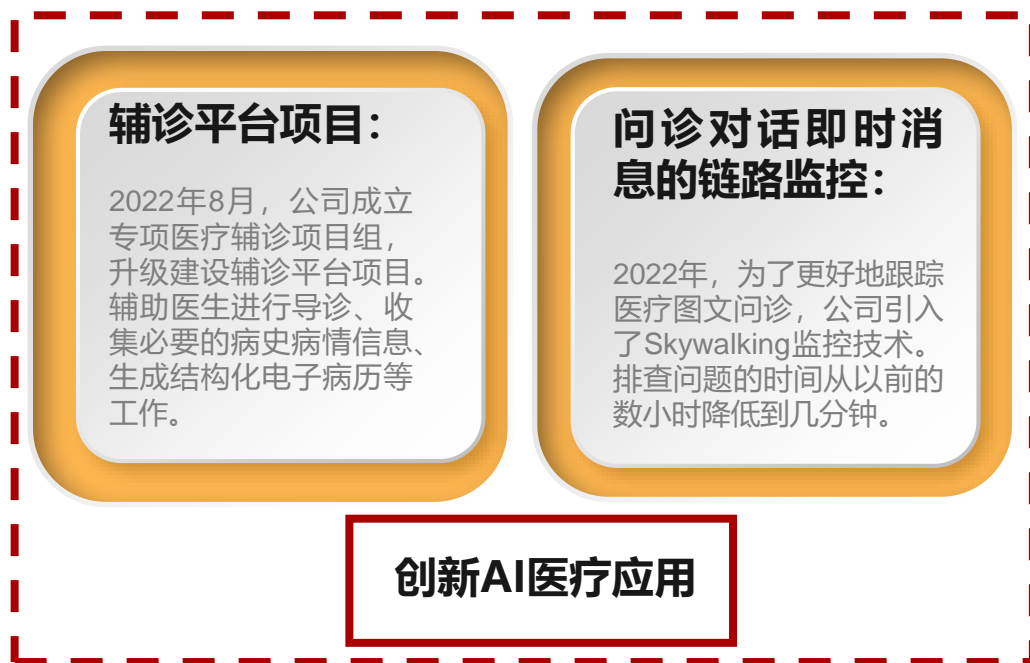 辅诊平台项目：
2022年8月，公司成立
专项医疗辅诊项目组，
升级建设辅诊平台项目。
辅助医生进行导诊、收
集必要的病史病情信息、
生成结构化电子病历等
工作。
问诊对话即时消
息的链路监控：
2022年，为了更好地跟踪
医疗图文问诊，公司引入
了Skywalking监控技术。
排查问题的时间从以前的
数小时降低到几分钟。
创新AI医疗应用